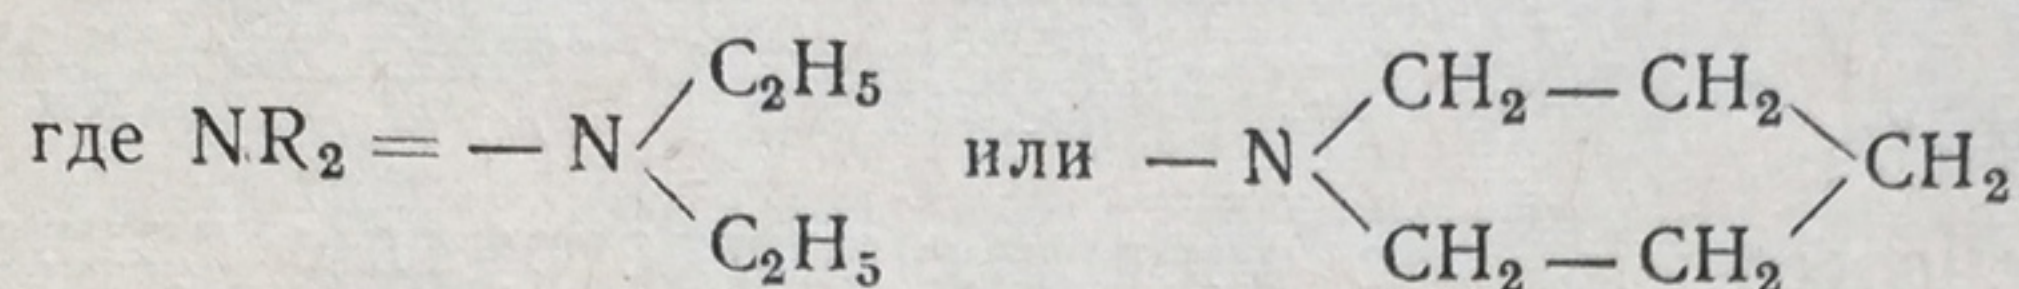 C₂H₅ CH₂ — CH₂
где NR₂ = — N или — N CH₂
C₂H₅ CH₂ — CH₂